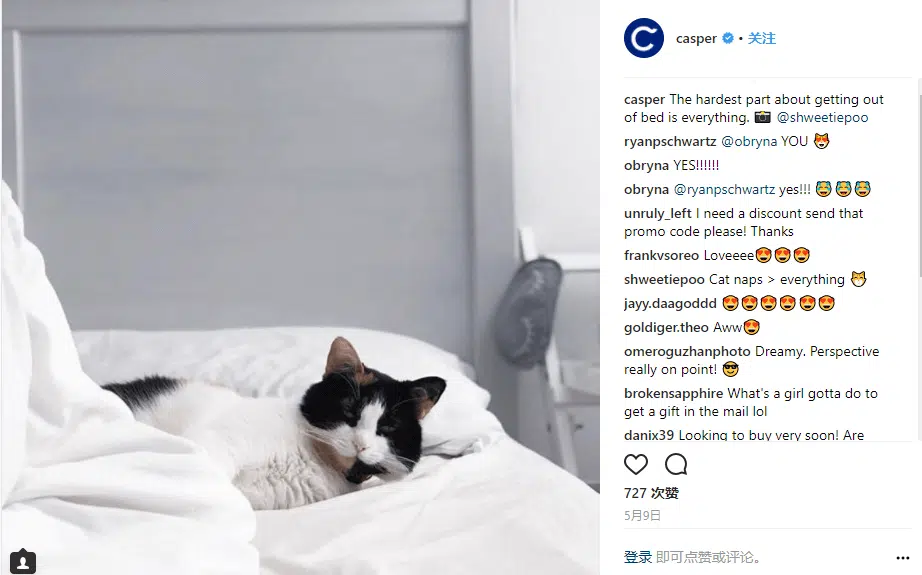 casper • 关注
casper The hardest part about getting out
of bed is everything. 📷 @shweetiepoo
ryanpschwartz @obryna YOU 😻
obryna YES!!!!!!
obryna @ryanpschwartz yes!!! 😹😹😹
unruly_left I need a discount send that
promo code please! Thanks
frankvsoreo Loveeee😍😍😍
shweetiepoo Cat naps > everything 😸
jayy.daagoddd 😍😍😍😍😍😍
goldiger.theo Aww😍
omeroguzhanphoto Dreamy. Perspective
really on point! 😎
brokensapphire What's a girl gotta do to
get a gift in the mail lol
danix39 Looking to buy very soon! Are
727 次赞
5月9日
登录 即可点赞或评论。